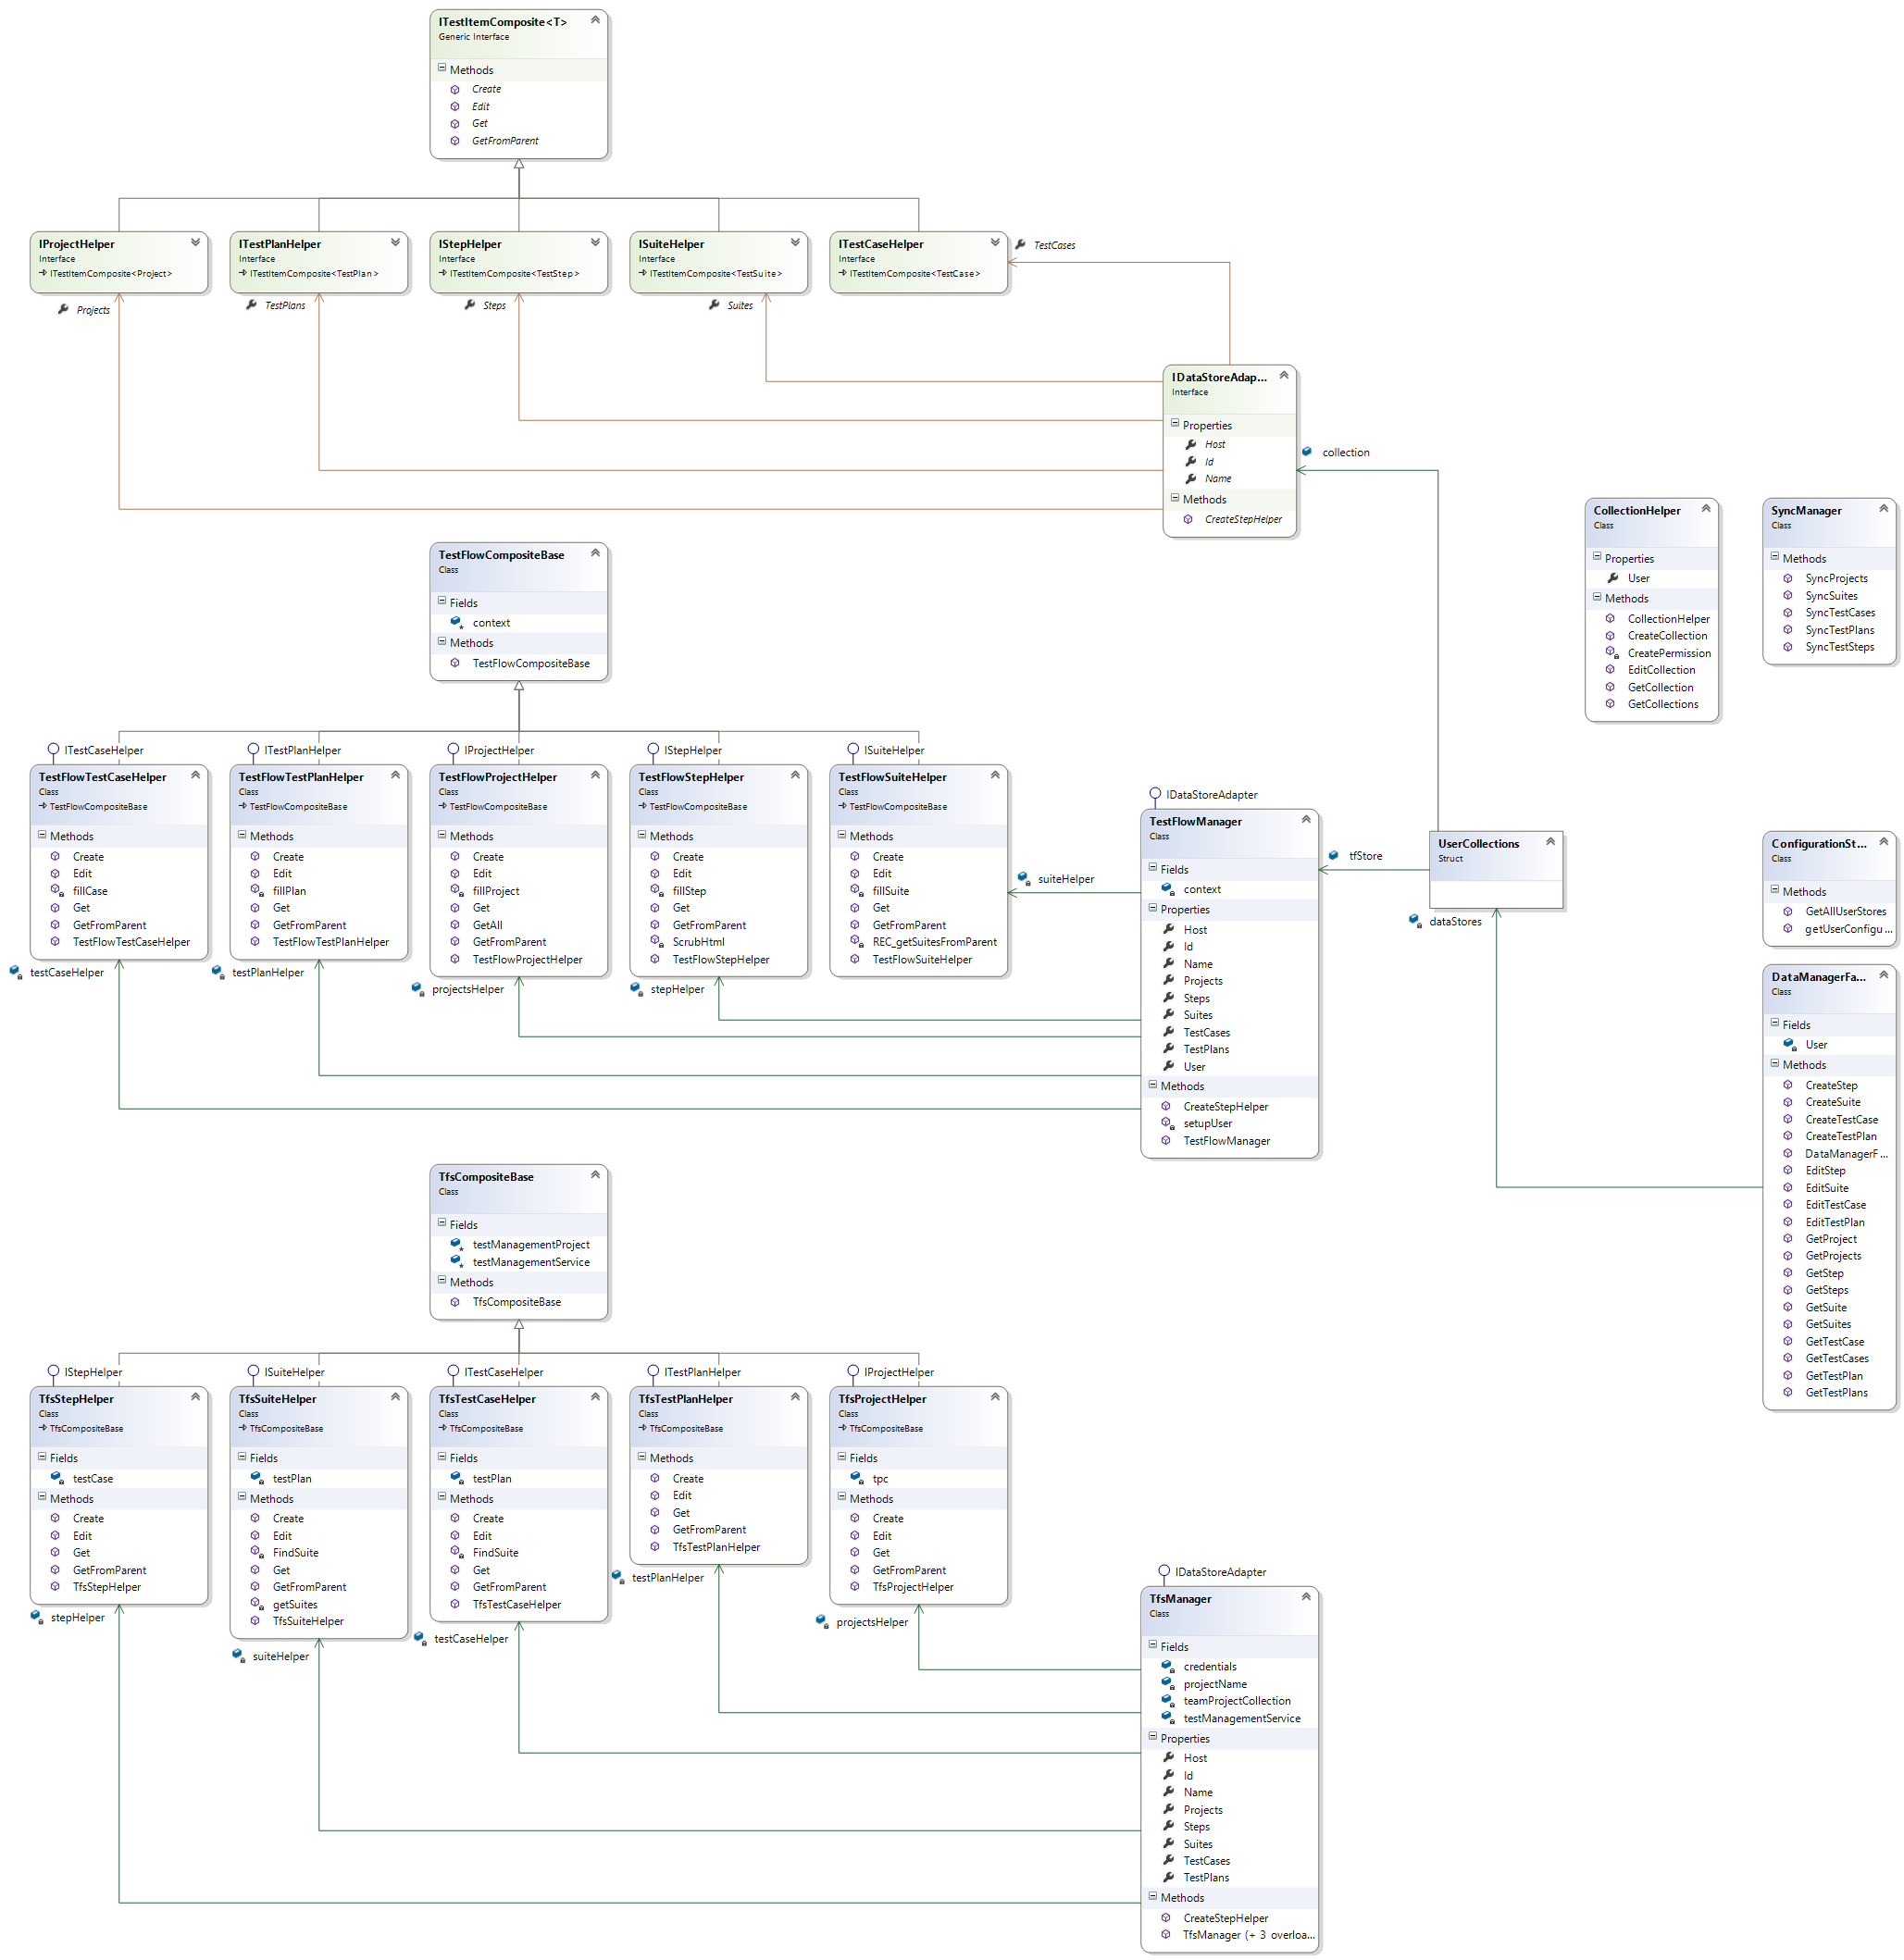 ITestItemComposite<T>
Generic Interface
Methods
Create
Edit
Get
GetFromParent
IProjectHelper
Interface
ITestItemComposite<Project>
Projects
ITestPlanHelper
Interface
ITestItemComposite<TestPlan>
TestPlans
IStepHelper
Interface
ITestItemComposite<TestStep>
Steps
ISuiteHelper
Interface
ITestItemComposite<TestSuite>
Suites
ITestCaseHelper
Interface
ITestItemComposite<TestCase>
TestCases
IDataStoreAdap...
Interface
Properties
Host
Id
Name
Methods
CreateStepHelper
collection
CollectionHelper
Class
Properties
User
Methods
CollectionHelper
CreateCollection
CreatePermission
EditCollection
GetCollection
GetCollections
SyncManager
Class
Methods
SyncProjects
SyncSuites
SyncTestCases
SyncTestPlans
SyncTestSteps
TestFlowCompositeBase
Class
Fields
context
Methods
TestFlowCompositeBase
ITestCaseHelper
TestFlowTestCaseHelper
Class
TestFlowCompositeBase
Methods
Create
Edit
fillCase
Get
GetFromParent
TestFlowTestCaseHelper
testCaseHelper
ITestPlanHelper
TestFlowTestPlanHelper
Class
TestFlowCompositeBase
Methods
Create
Edit
fillPlan
Get
GetFromParent
TestFlowTestPlanHelper
testPlanHelper
IProjectHelper
TestFlowProjectHelper
Class
TestFlowCompositeBase
Methods
Create
Edit
fillProject
Get
GetAll
GetFromParent
TestFlowProjectHelper
projectsHelper
IStepHelper
TestFlowStepHelper
Class
TestFlowCompositeBase
Methods
Create
Edit
fillStep
Get
GetFromParent
ScrubHtml
TestFlowStepHelper
stepHelper
ISuiteHelper
TestFlowSuiteHelper
Class
TestFlowCompositeBase
Methods
Create
Edit
fillSuite
Get
GetFromParent
REC_getSuitesFromParent
TestFlowSuiteHelper
suiteHelper
IDataStoreAdapter
TestFlowManager
Class
Fields
context
Properties
Host
Id
Name
Projects
Steps
Suites
TestCases
TestPlans
User
Methods
CreateStepHelper
setupUser
TestFlowManager
tfStore
UserCollections
Struct
dataStores
ConfigurationSt...
Class
Methods
GetAllUserStores
getUserConfigu...
DataManagerFa...
Class
Fields
User
Methods
CreateStep
CreateSuite
CreateTestCase
CreateTestPlan
DataManagerF...
EditStep
EditSuite
EditTestCase
EditTestPlan
GetProject
GetProjects
GetStep
GetSteps
GetSuite
GetSuites
GetTestCase
GetTestCases
GetTestPlan
GetTestPlans
TfsCompositeBase
Class
Fields
testManagementProject
testManagementService
Methods
TfsCompositeBase
IStepHelper
TfsStepHelper
Class
TfsCompositeBase
Fields
testCase
Methods
Create
Edit
Get
GetFromParent
TfsStepHelper
stepHelper
ISuiteHelper
TfsSuiteHelper
Class
TfsCompositeBase
Fields
testPlan
Methods
Create
Edit
FindSuite
Get
GetFromParent
getSuites
TfsSuiteHelper
suiteHelper
ITestCaseHelper
TfsTestCaseHelper
Class
TfsCompositeBase
Fields
testPlan
Methods
Create
Edit
FindSuite
Get
GetFromParent
TfsTestCaseHelper
testCaseHelper
ITestPlanHelper
TfsTestPlanHelper
Class
TfsCompositeBase
Methods
Create
Edit
Get
GetFromParent
TfsTestPlanHelper
testPlanHelper
IProjectHelper
TfsProjectHelper
Class
TfsCompositeBase
Fields
tpc
Methods
Create
Edit
Get
GetFromParent
TfsProjectHelper
projectsHelper
IDataStoreAdapter
TfsManager
Class
Fields
credentials
projectName
teamProjectCollection
testManagementService
Properties
Host
Id
Name
Projects
Steps
Suites
TestCases
TestPlans
Methods
CreateStepHelper
TfsManager (+ 3 overloa...